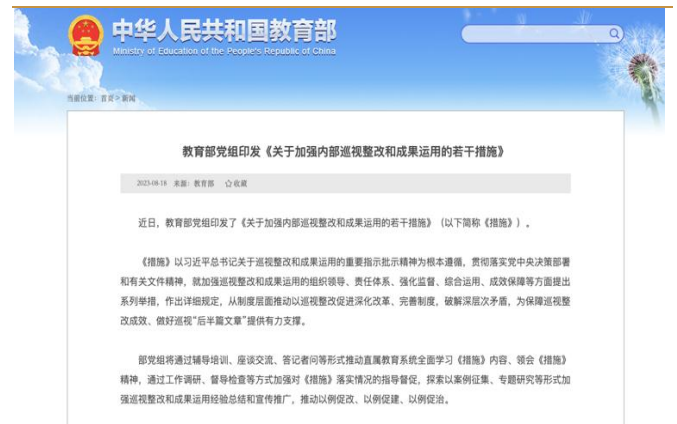 中华人民共和国教育部
Ministry of Education of the People's Republic of China
当前位置：首页 > 新闻
教育部党组印发《关于加强内部巡视整改和成果运用的若干措施》
2023-08-18 来源：教育部 ☆收藏
近日，教育部党组印发了《关于加强内部巡视整改和成果运用的若干措施》（以下简称《措施》）。
《措施》以习近平总书记关于巡视整改和成果运用的重要指示批示精神为根本遵循，贯彻落实党中央决策部署
和有关文件精神，就加强巡视整改和成果运用的组织领导、责任体系、强化监督、综合运用、成效保障等方面提出
系列举措，作出详细规定，从制度层面推动以巡视整改促进深化改革、完善制度，破解深层次矛盾，为保障巡视整
改成效、做好巡视“后半篇文章”提供有力支撑。
部党组将通过辅导培训、座谈交流、答记者问等形式推动直属教育系统全面学习《措施》内容、领会《措施》
精神，通过工作调研、督导检查等方式加强对《措施》落实情况的指导督促，探索以案例征集、专题研究等形式加
强巡视整改和成果运用经验总结和宣传推广，推动以例促改、以例促建、以例促治。